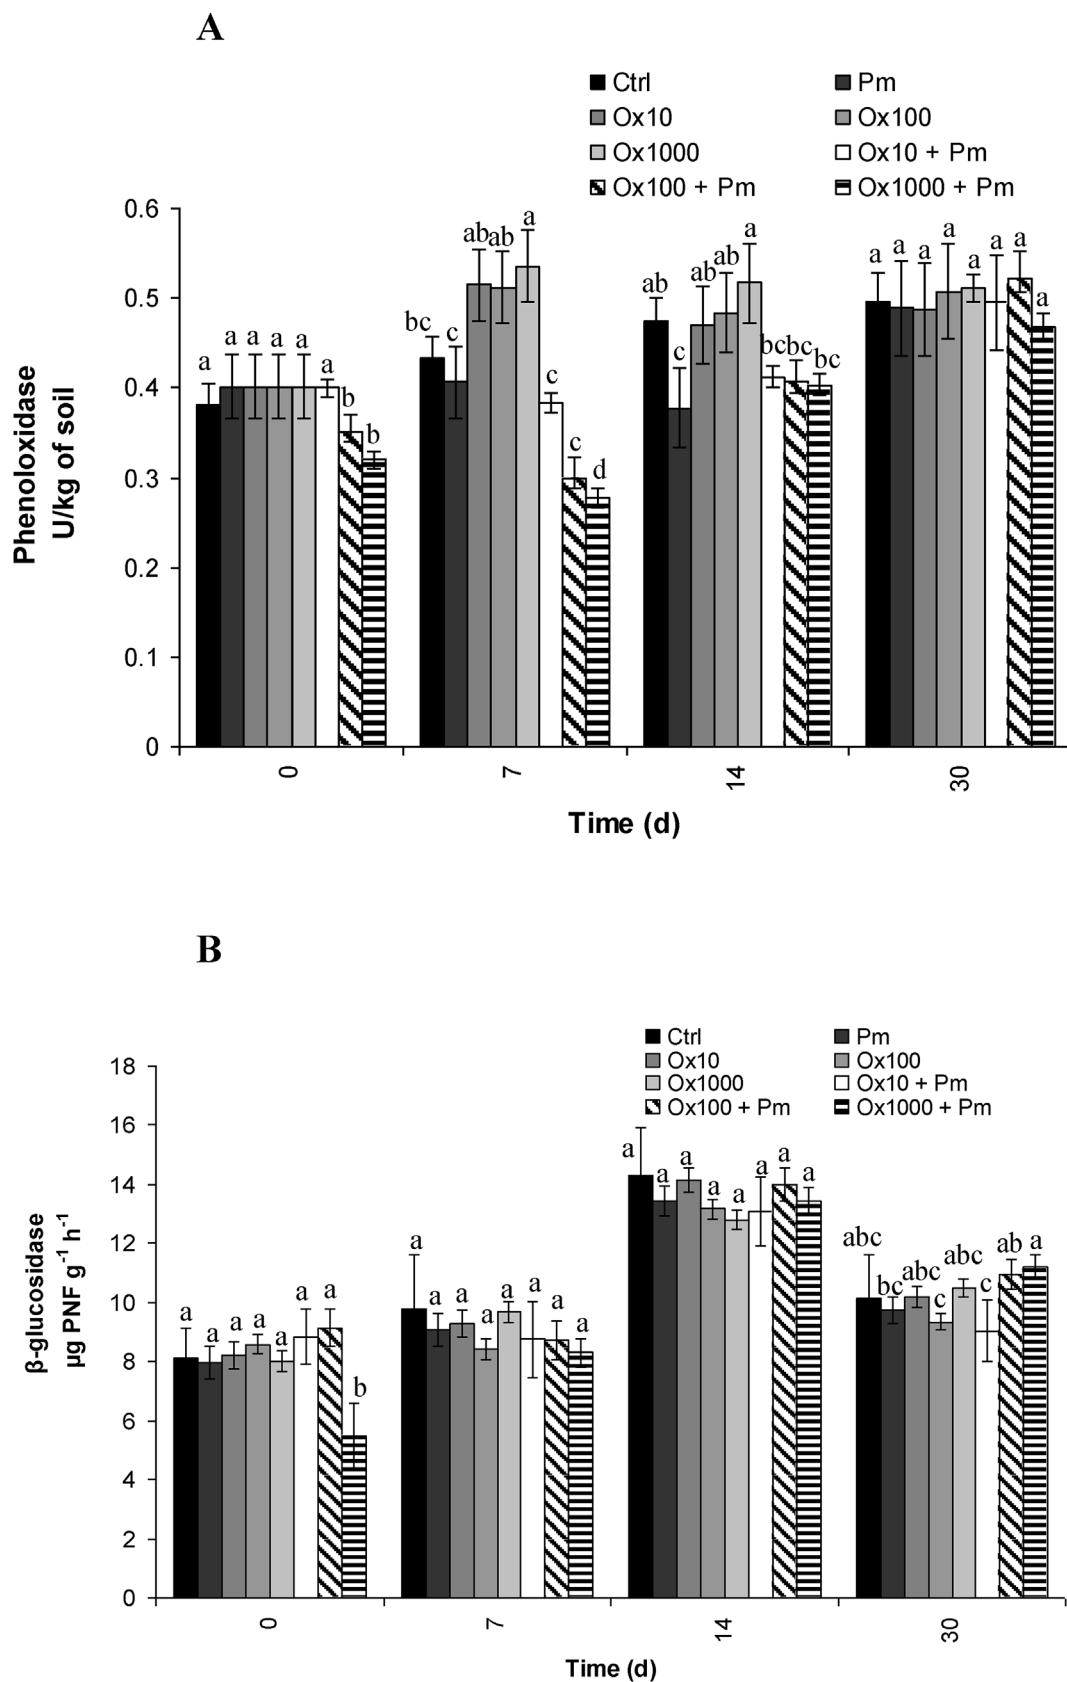 A
Ctrl Pm
Ox10 Ox100
Ox1000 Ox10 + Pm
Ox100 + Pm Ox1000 + Pm
Phenoloxidase
U/kg of soil
0.6
0.5
0.4
0.3
0.2
0.1
0
a a a a a a b b
bc c ab ab a c c d
ab c ab ab a bc bc bc
a a a a a a a a
0 7 14 30
Time (d)
B
Ctrl Pm
Ox10 Ox100
Ox1000 Ox10 + Pm
Ox100 + Pm Ox1000 + Pm
β-glucosidase
µg PNF g⁻¹ h⁻¹
18
16
14
12
10
8
6
4
2
0
a a a a a a a b
a a a a a a a a
a a a a a a a a
abc bc abc c abc c ab a
0 7 14 30
Time (d)